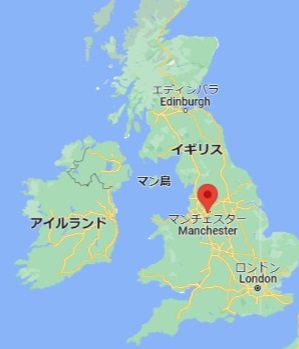 エディンバラ
Edinburgh
イギリス
マン島
アイルランド
マンチェスター
Manchester
ロンドン
London